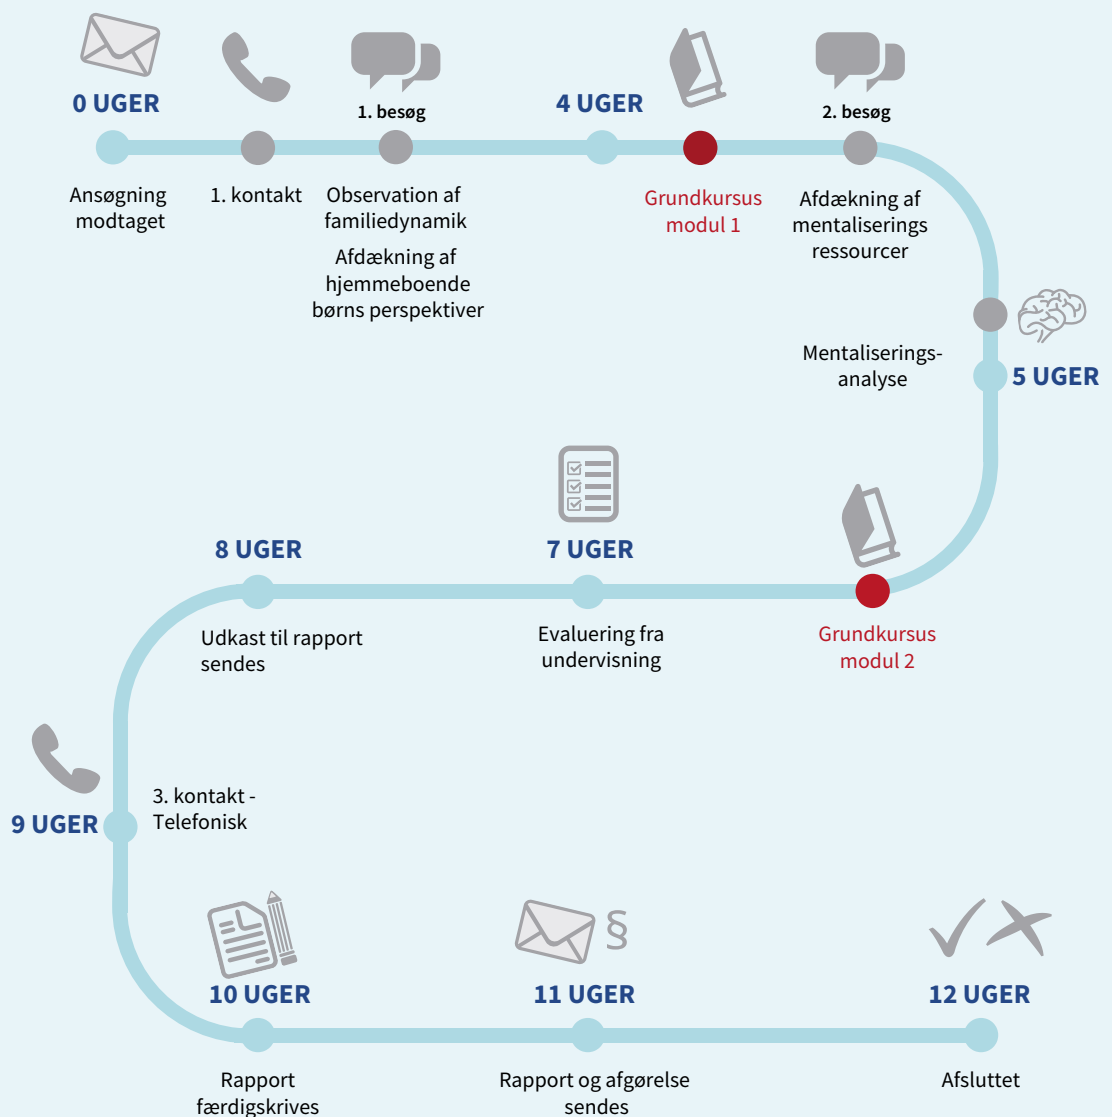 0 UGER
Ansøgning
modtaget
1. kontakt
1. besøg
Observation af
familiedynamik
Afdækning af
hjemmeboende
børns perspektiver
4 UGER
Grundkursus
modul 1
2. besøg
Afdækning af
mentaliserings
ressourcer
Mentaliserings-
analyse
5 UGER
Grundkursus
modul 2
7 UGER
Evaluering fra
undervisning
8 UGER
Udkast til rapport
sendes
9 UGER
3. kontakt -
Telefonisk
10 UGER
Rapport
færdigskrives
§
11 UGER
Rapport og afgørelse
sendes
12 UGER
Afsluttet